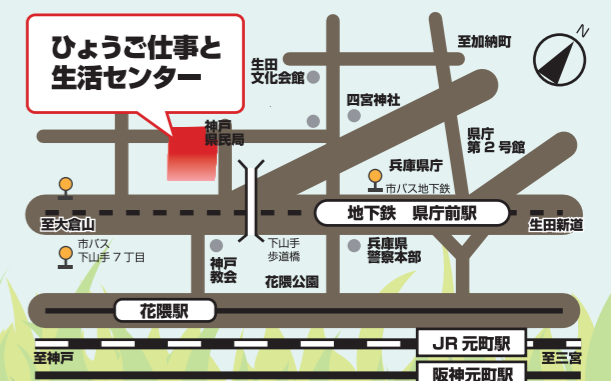 ひょうご仕事と
生活センター
N
至加納町
生田
文化会館
四宮神社
神戸
県民局
県庁
第2号館
兵庫県庁
市バス地下鉄
地下鉄 県庁前駅
至大倉山
生田新道
市バス
下山手7丁目
神戸
教会
下山手
歩道橋
兵庫県
警察本部
花隈公園
花隈駅
JR 元町駅
至神戸
至三宮
阪神元町駅